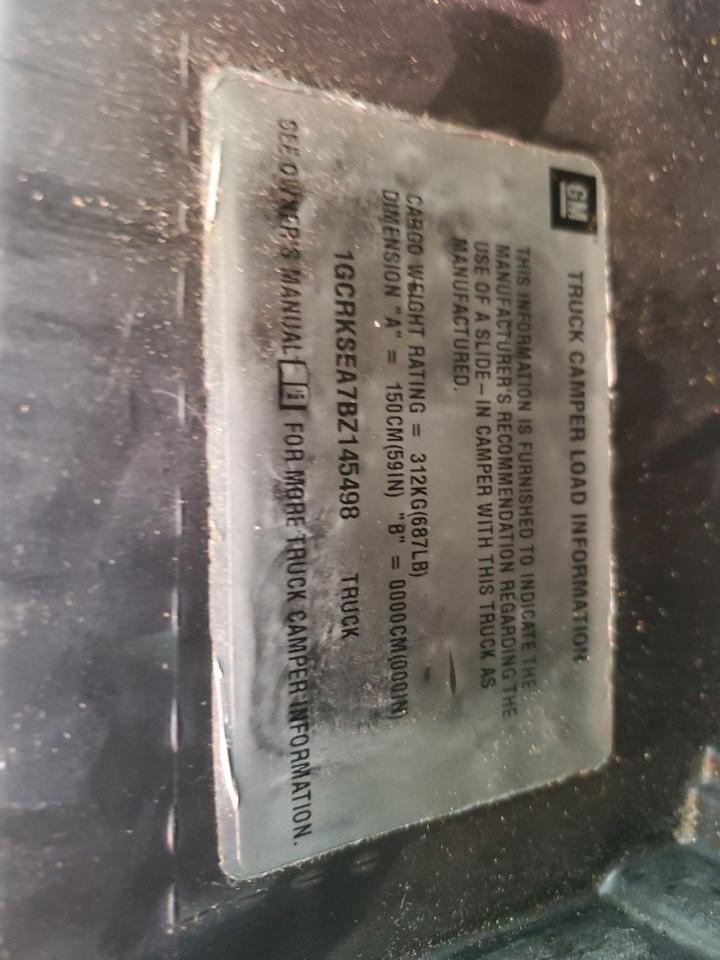 GM
TRUCK CAMPER LOAD INFORMATION
THIS INFORMATION IS FURNISHED TO INDICATE THE
MANUFACTURER'S RECOMMENDATION REGARDING THE
USE OF A SLIDE-IN CAMPER WITH THIS TRUCK AS
MANUFACTURED.
CARGO WEIGHT RATING = 312KG(687LB)
DIMENSION "A" = 150CM(59IN) "B" = 0000CM(000IN)
1GCRKSEA7BZ145498 TRUCK
SEE OWNER'S MANUAL FOR MORE TRUCK CAMPER INFORMATION.